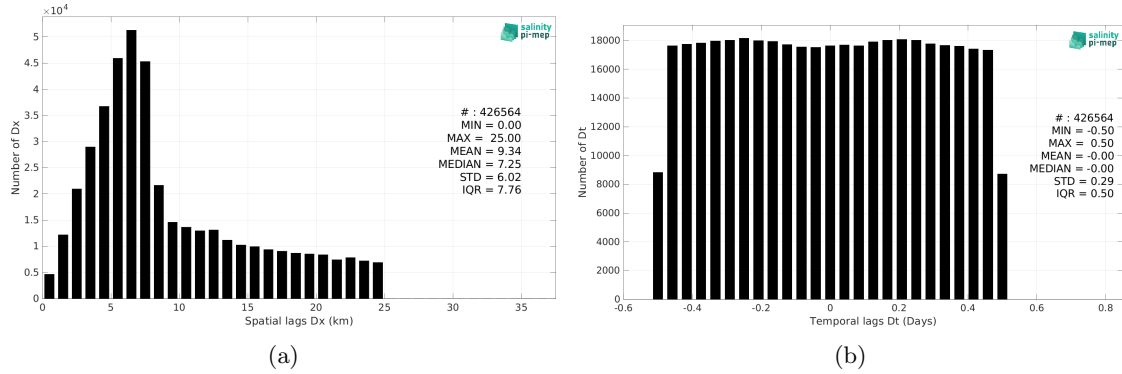 ×10⁴
5
4.5
4
3.5
3
2.5
2
1.5
1
0.5
0
Number of Dx
salinity
pi-mep
# : 426564
MIN = 0.00
MAX = 25.00
MEAN = 9.34
MEDIAN = 7.25
STD = 6.02
IQR = 7.76
0 5 10 15 20 25 30 35
Spatial lags Dx (km)
(a)
18000
16000
14000
12000
10000
8000
6000
4000
2000
0
Number of Dt
salinity
pi-mep
# : 426564
MIN = -0.50
MAX = 0.50
MEAN = -0.00
MEDIAN = -0.00
STD = 0.29
IQR = 0.50
-0.6 -0.4 -0.2 0 0.2 0.4 0.6 0.8
Temporal lags Dt (Days)
(b)